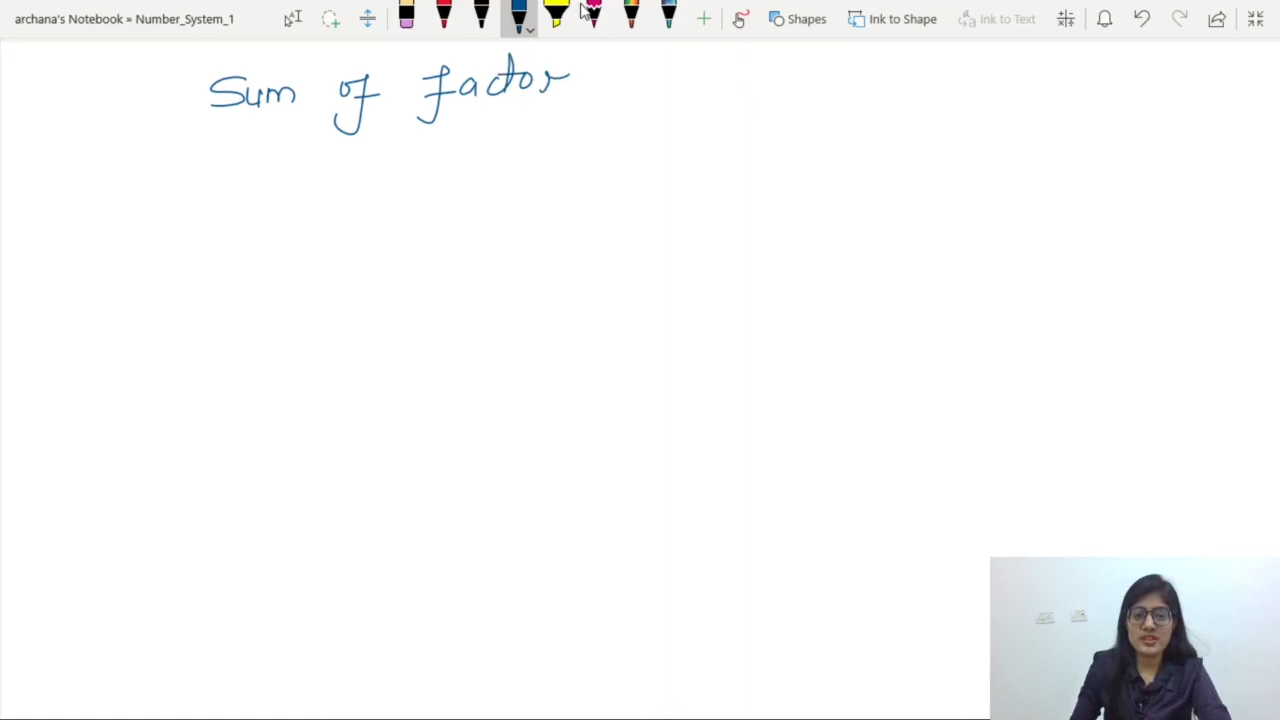 archana's Notebook » Number_System_1
Shapes
Ink to Shape
Ink to Text
Sum of factor